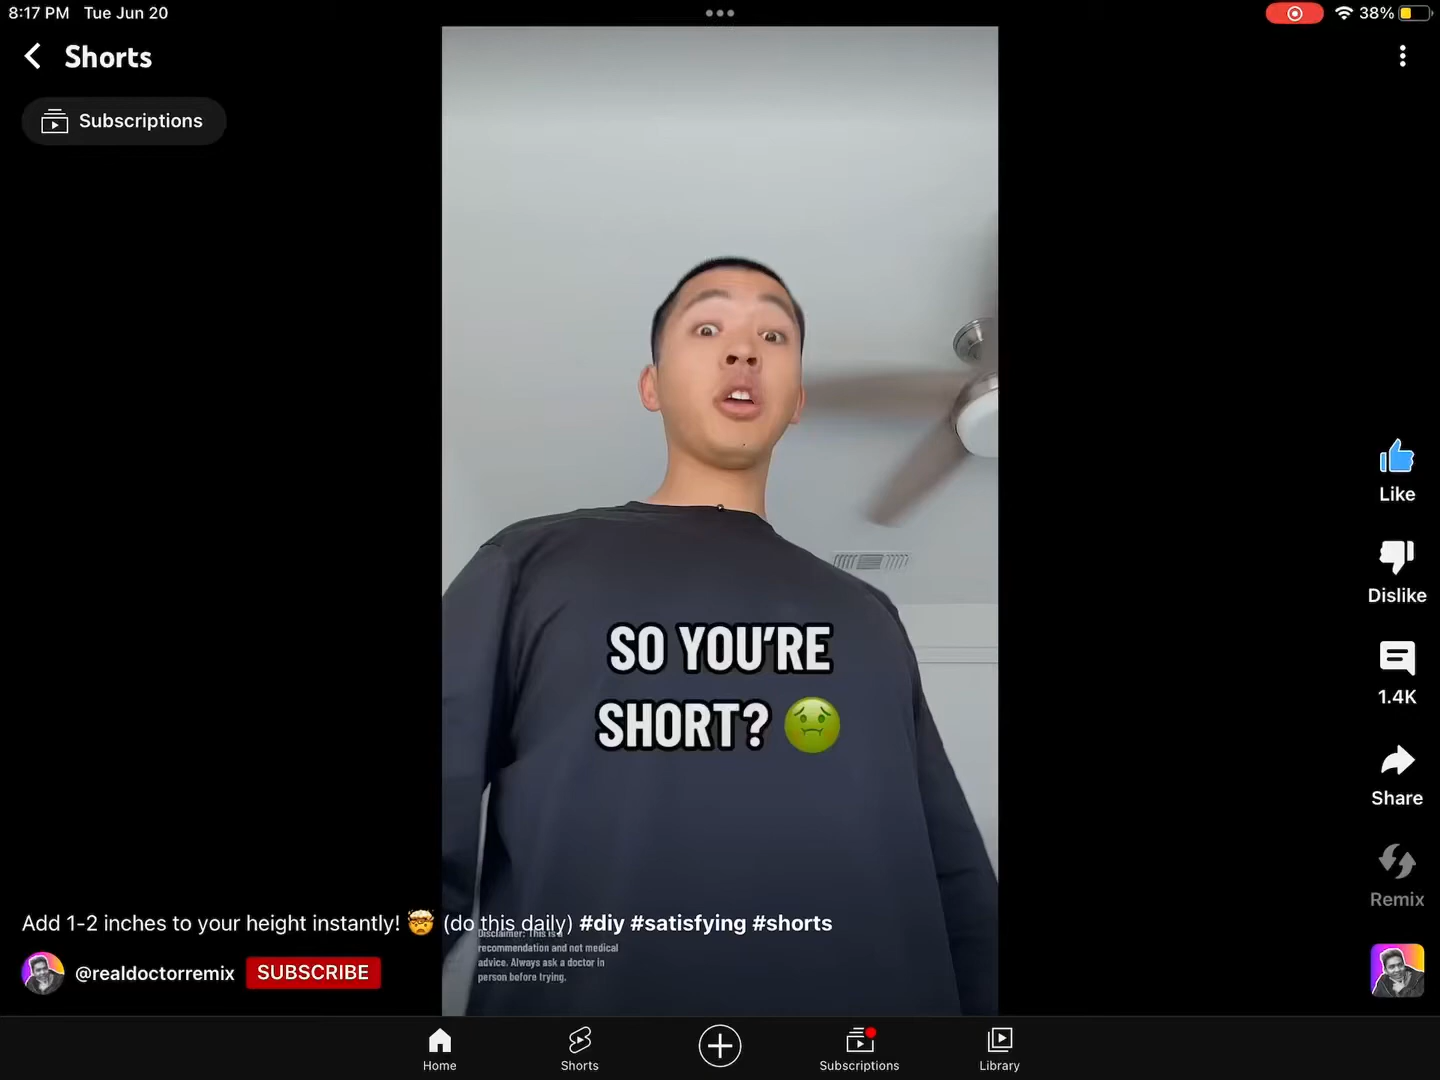 8:17 PM Tue Jun 20
38%
Shorts
Subscriptions
SO YOU'RE
SHORT?
Like
Dislike
1.4K
Share
Remix
Add 1-2 inches to your height instantly! 🤯 (do this daily) #diy #satisfying #shorts
Disclaimer: This is a
recommendation and not medical
advice. Always ask a doctor in
person before trying.
@realdoctorremix SUBSCRIBE
Home
Shorts
Subscriptions
Library